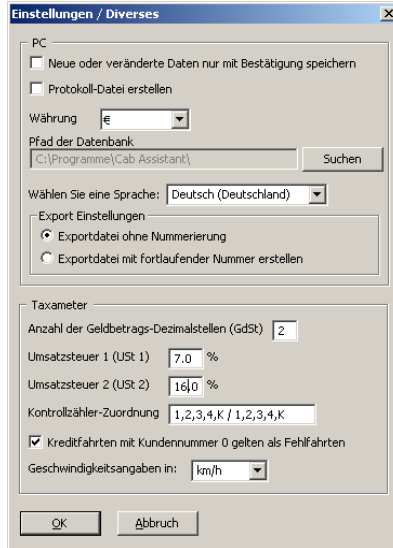 Einstellungen / Diverses
PC
Neue oder veränderte Daten nur mit Bestätigung speichern
Protokoll-Datei erstellen
Währung €
Pfad der Datenbank
C:\Programme\Cab Assistant\ Suchen
Wählen Sie eine Sprache: Deutsch (Deutschland)
Export Einstellungen
Exportdatei ohne Nummerierung
Exportdatei mit fortlaufender Nummer erstellen
Taxameter
Anzahl der Geldbetrags-Dezimalstellen (GdSt) 2
Umsatzsteuer 1 (USt 1) 7.0 %
Umsatzsteuer 2 (USt 2) 16.0 %
Kontrollzähler-Zuordnung 1,2,3,4,K / 1,2,3,4,K
Kreditfahrten mit Kundennummer 0 gelten als Fehlfahrten
Geschwindigkeitsangaben in: km/h
OK Abbruch